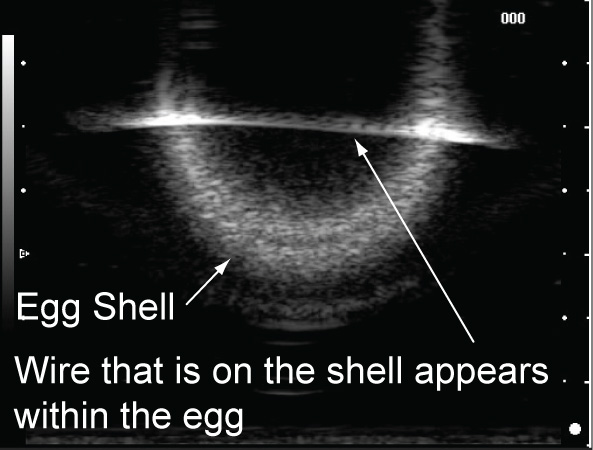 000
Egg Shell
Wire that is on the shell appears
within the egg